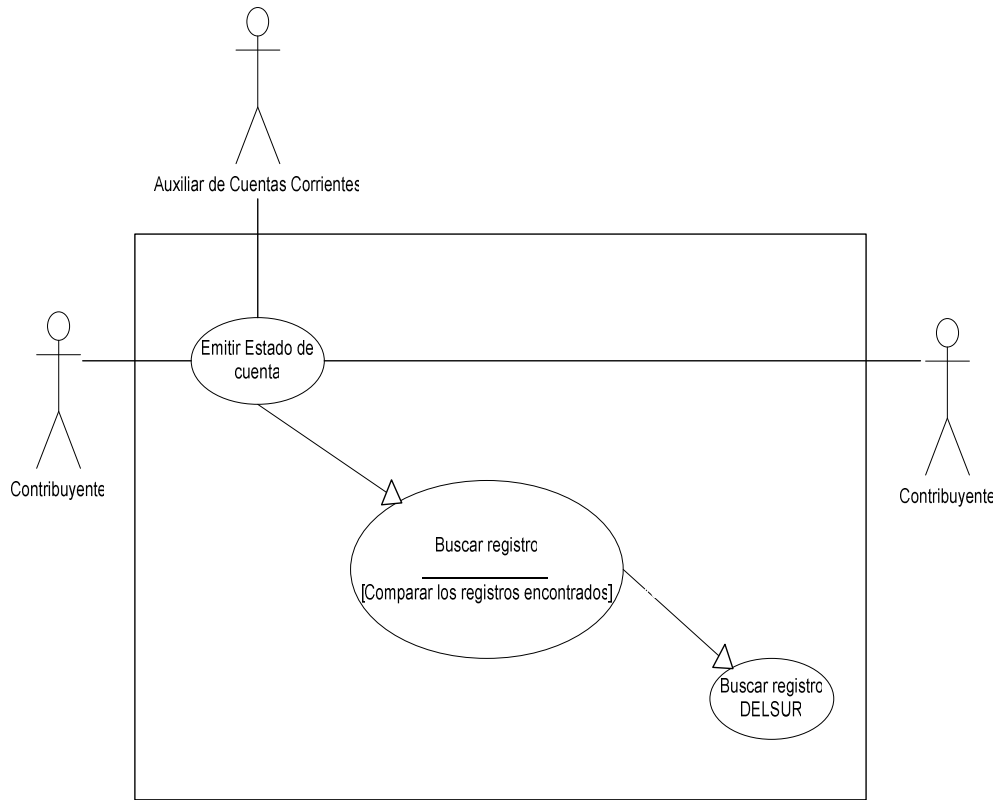 Auxiliar de Cuentas Corrientes
Emitir Estado de
cuenta
Contribuyente
Contribuyente
Buscar registro
[Comparar los registros encontrados]
Buscar registro
DELSUR